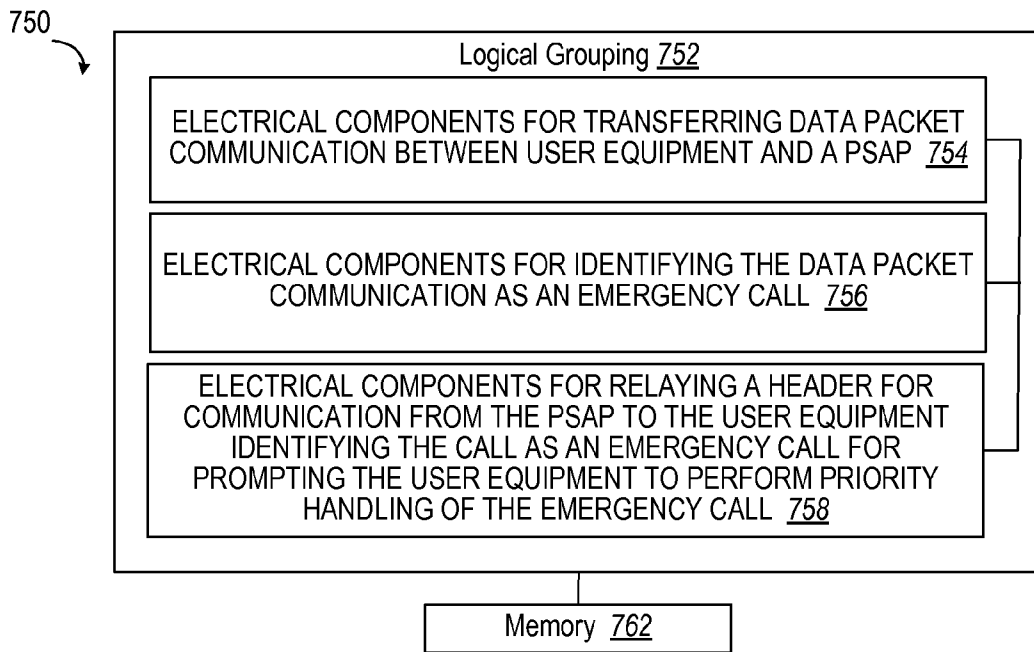 750
Logical Grouping 752
ELECTRICAL COMPONENTS FOR TRANSFERRING DATA PACKET
COMMUNICATION BETWEEN USER EQUIPMENT AND A PSAP 754
ELECTRICAL COMPONENTS FOR IDENTIFYING THE DATA PACKET
COMMUNICATION AS AN EMERGENCY CALL 756
ELECTRICAL COMPONENTS FOR RELAYING A HEADER FOR
COMMUNICATION FROM THE PSAP TO THE USER EQUIPMENT
IDENTIFYING THE CALL AS AN EMERGENCY CALL FOR
PROMPTING THE USER EQUIPMENT TO PERFORM PRIORITY
HANDLING OF THE EMERGENCY CALL 758
Memory 762